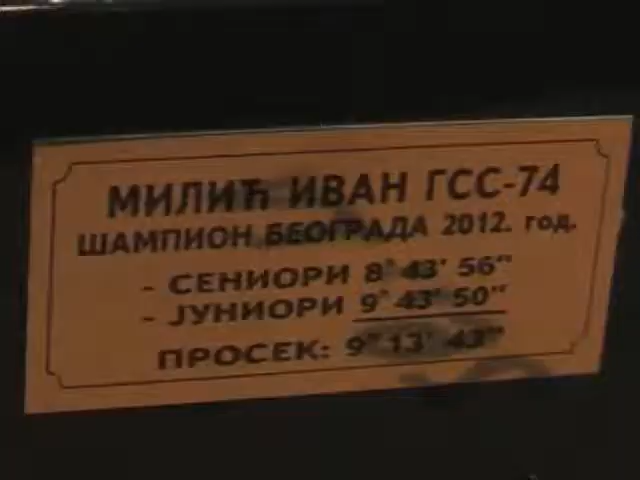 МИЛИЋ ИВАН ГСС-74
ШАМПИОН БЕОГРАДА 2012. год.
- СЕНИОРИ 8° 43' 56"
- ЈУНИОРИ 9° 43' 50"
ПРОСЕК: 9° 13' 43"